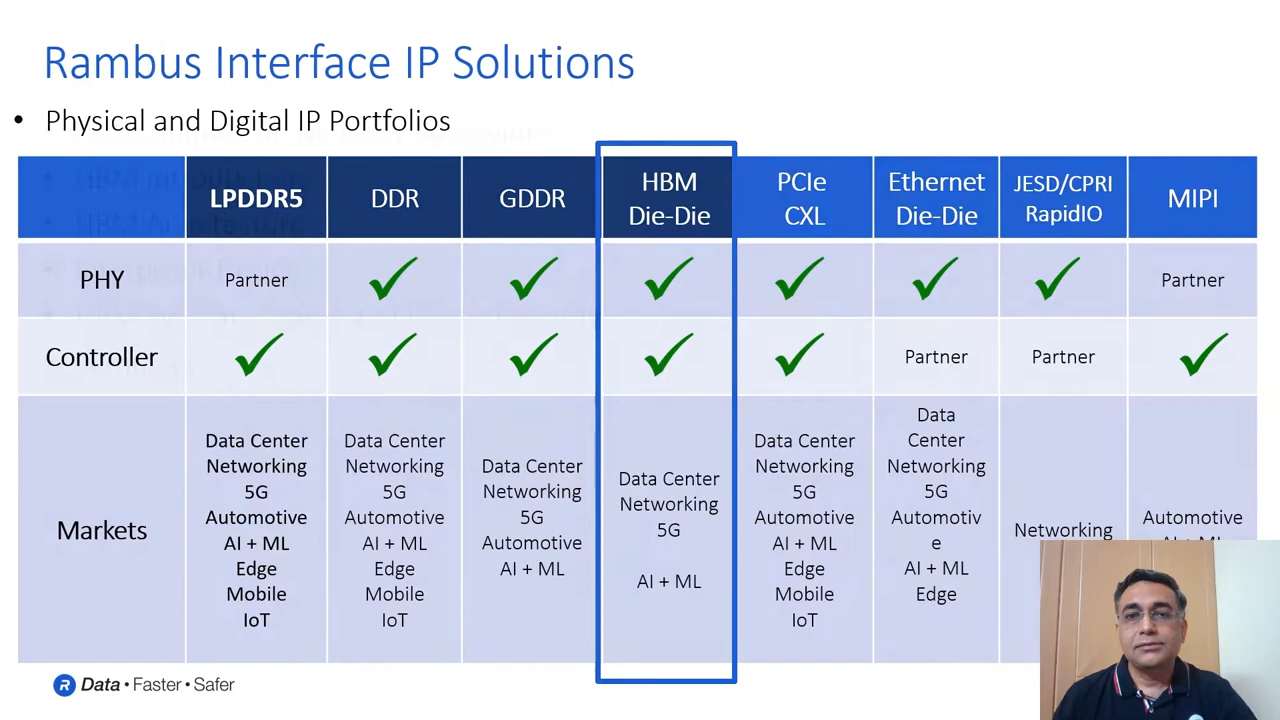 Rambus Interface IP Solutions
• Physical and Digital IP Portfolios
LPDDR5
DDR
GDDR
HBM
Die-Die
PCIe
CXL
Ethernet
Die-Die
JESD/CPRI
RapidIO
MIPI
PHY
Partner
Partner
Controller
Partner
Partner
Markets
Data Center
Networking
5G
Automotive
AI + ML
Edge
Mobile
IoT
Data Center
Networking
5G
Automotive
AI + ML
Edge
Mobile
IoT
Data Center
Networking
5G
Automotive
AI + ML
Data Center
Networking
5G
AI + ML
Data Center
Networking
5G
Automotive
AI + ML
Edge
Mobile
IoT
Data
Center
Networking
5G
Automotiv
e
AI + ML
Edge
Networking
Automotive
R Data • Faster • Safer